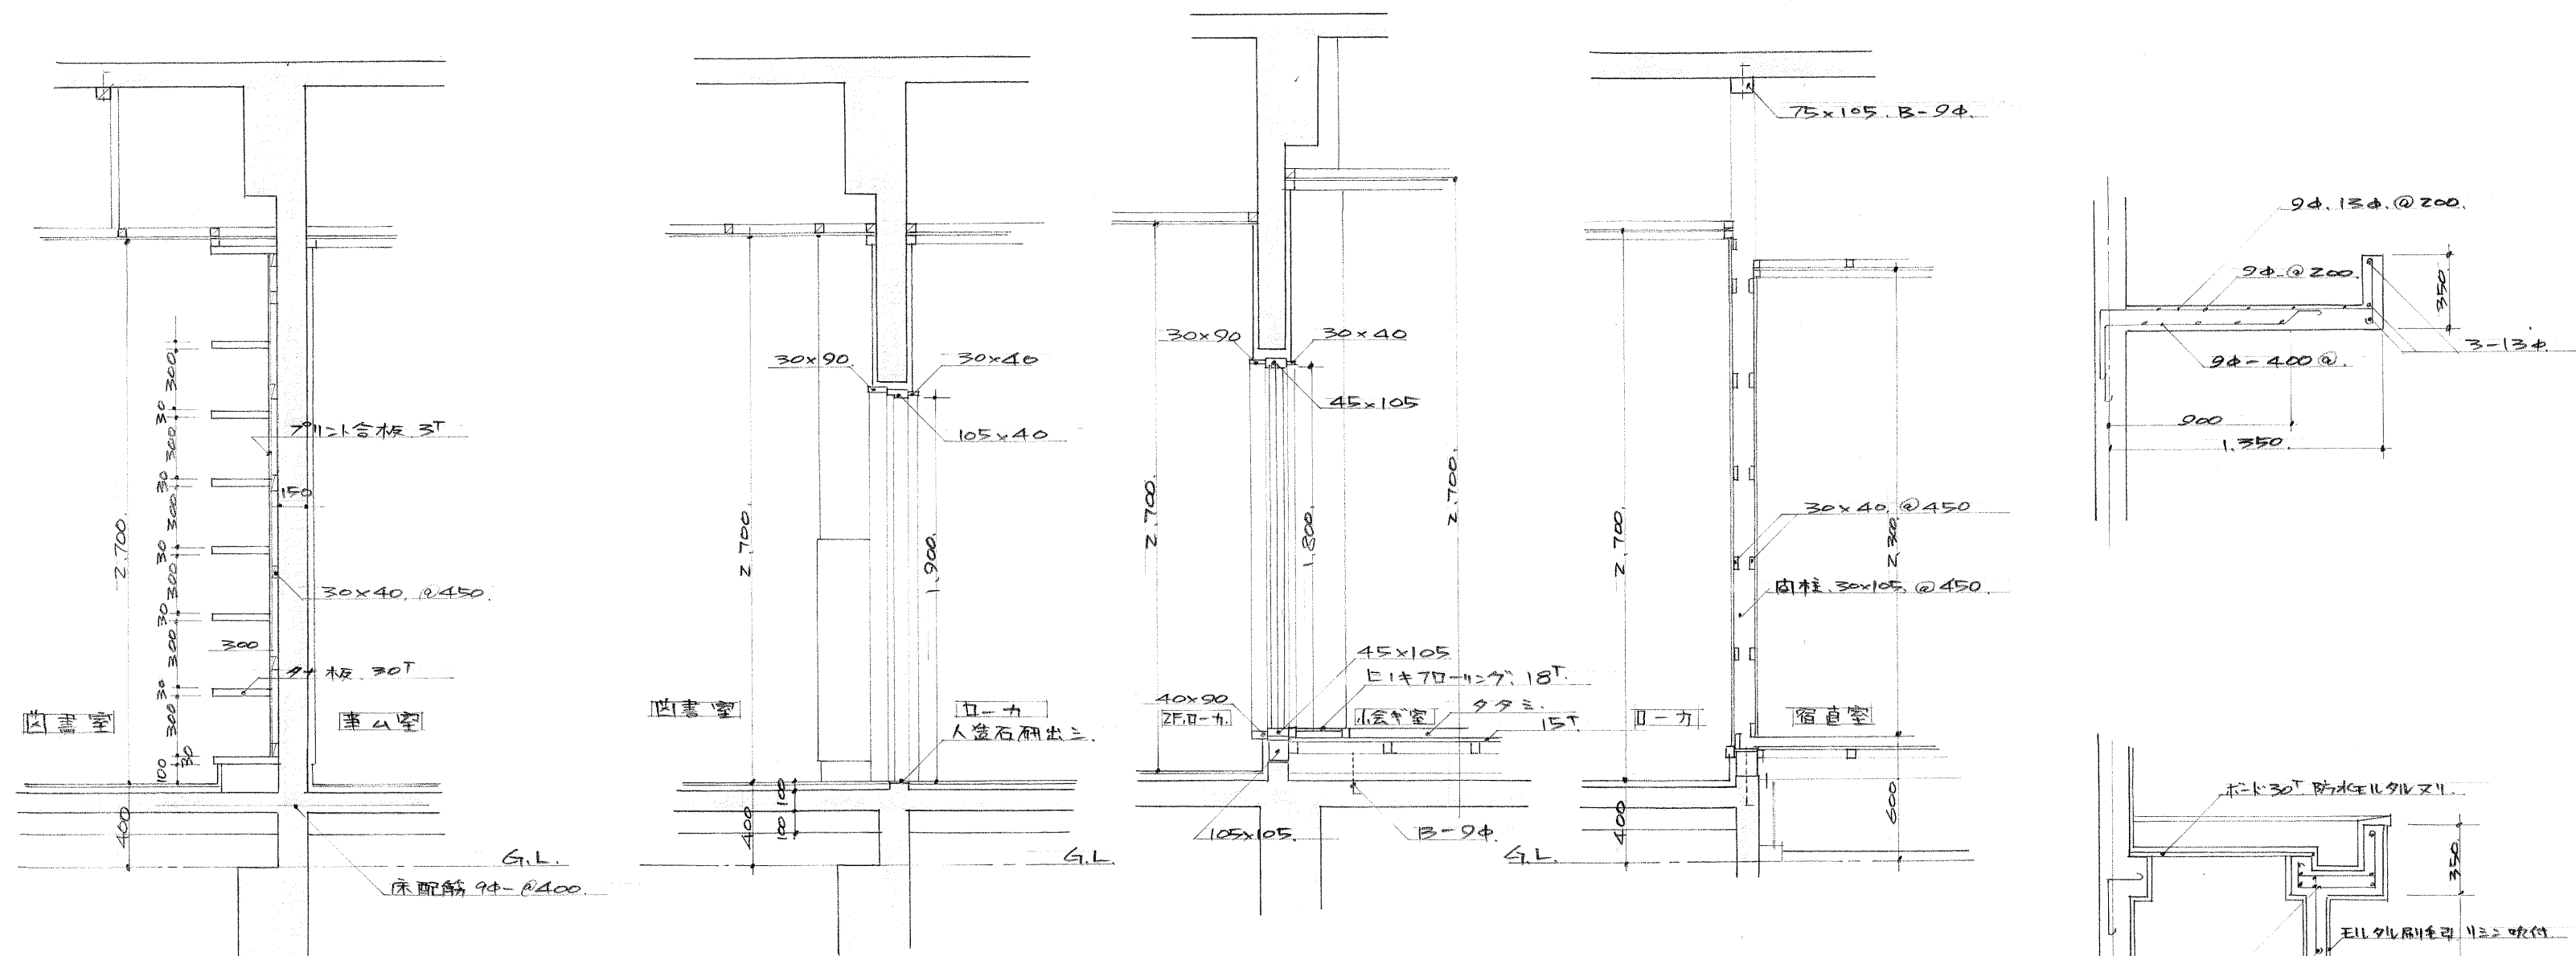 2,700.
400
300
30
300
30
300
30
300
30
300
30
300
30
300
30
100
プリント合板 3T
150
30×40. @450.
300
タナ板. 30T
図書室
事ム室
G.L.
床配筋 9Φ-@400.
30×90.
30×40
105×40
2,700.
1,900.
図書室
ローカ
人造石研出シ.
100
100
400
G.L.
30×90
30×40
45×105
2,700.
1,800.
2,700.
45×105
ヒノキフローリング. 18T.
40×90
2F.ローカ.
小会ギ室
タタミ.
15T.
105×105.
B-9Φ.
75×105. B-9Φ.
2,700.
30×40. @450
2,300.
間柱. 30×105. @450.
ローカ
宿直室
400
600
G.L.
9Φ. 13Φ. @200.
9Φ. @200.
350
3-13Φ.
9Φ-400@.
900
1,350.
ボード30T 防水モルタルヌリ.
350
モルタル刷毛引 リシン吹付